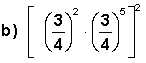 b) [ (3/4)² · (3/4)⁵ ]²